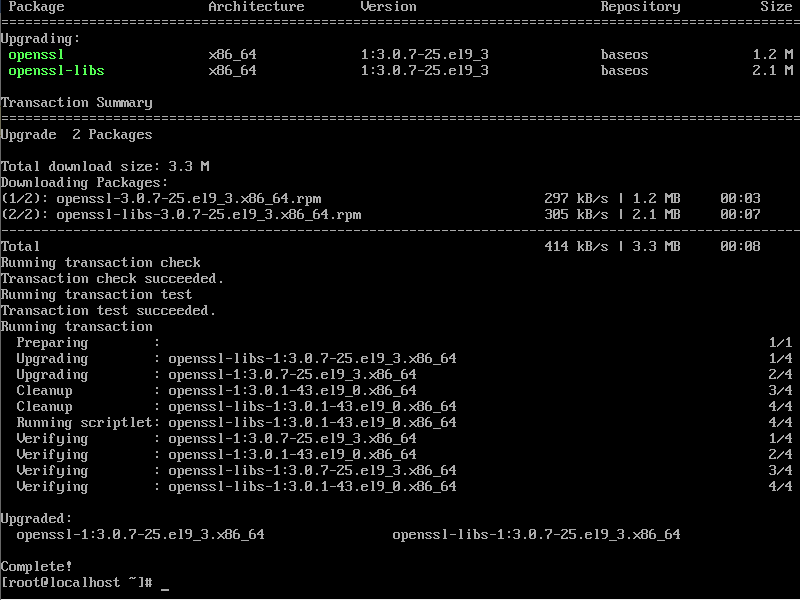 Package Architecture Version Repository Size
================================================================================
Upgrading:
openssl x86_64 1:3.0.7-25.el9_3 baseos 1.2 M
openssl-libs x86_64 1:3.0.7-25.el9_3 baseos 2.1 M
Transaction Summary
================================================================================
Upgrade 2 Packages
Total download size: 3.3 M
Downloading Packages:
(1/2): openssl-3.0.7-25.el9_3.x86_64.rpm 297 kB/s | 1.2 MB 00:03
(2/2): openssl-libs-3.0.7-25.el9_3.x86_64.rpm 305 kB/s | 2.1 MB 00:07
--------------------------------------------------------------------------------
Total 414 kB/s | 3.3 MB 00:08
Running transaction check
Transaction check succeeded.
Running transaction test
Transaction test succeeded.
Running transaction
Preparing : 1/1
Upgrading : openssl-libs-1:3.0.7-25.el9_3.x86_64 1/4
Upgrading : openssl-1:3.0.7-25.el9_3.x86_64 2/4
Cleanup : openssl-1:3.0.1-43.el9_0.x86_64 3/4
Cleanup : openssl-libs-1:3.0.1-43.el9_0.x86_64 4/4
Running scriptlet: openssl-libs-1:3.0.1-43.el9_0.x86_64 4/4
Verifying : openssl-1:3.0.7-25.el9_3.x86_64 1/4
Verifying : openssl-1:3.0.1-43.el9_0.x86_64 2/4
Verifying : openssl-libs-1:3.0.7-25.el9_3.x86_64 3/4
Verifying : openssl-libs-1:3.0.1-43.el9_0.x86_64 4/4
Upgraded:
openssl-1:3.0.7-25.el9_3.x86_64 openssl-libs-1:3.0.7-25.el9_3.x86_64
Complete!
[root@localhost ~]# _